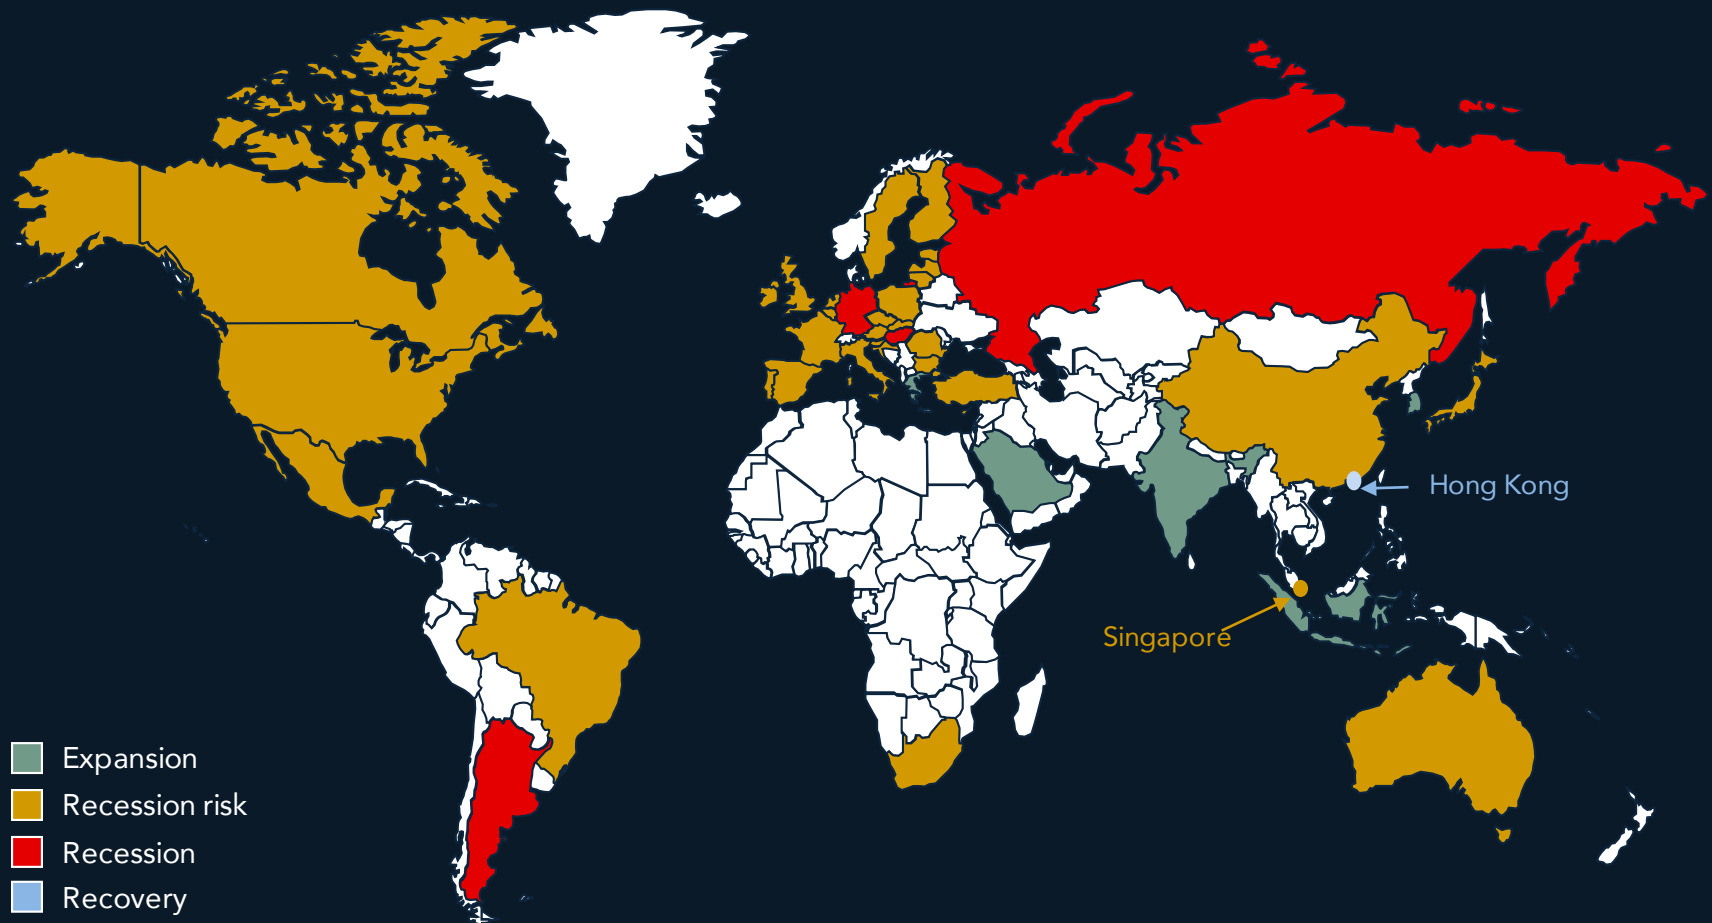 Hong Kong
Singapore
Expansion
Recession risk
Recession
Recovery